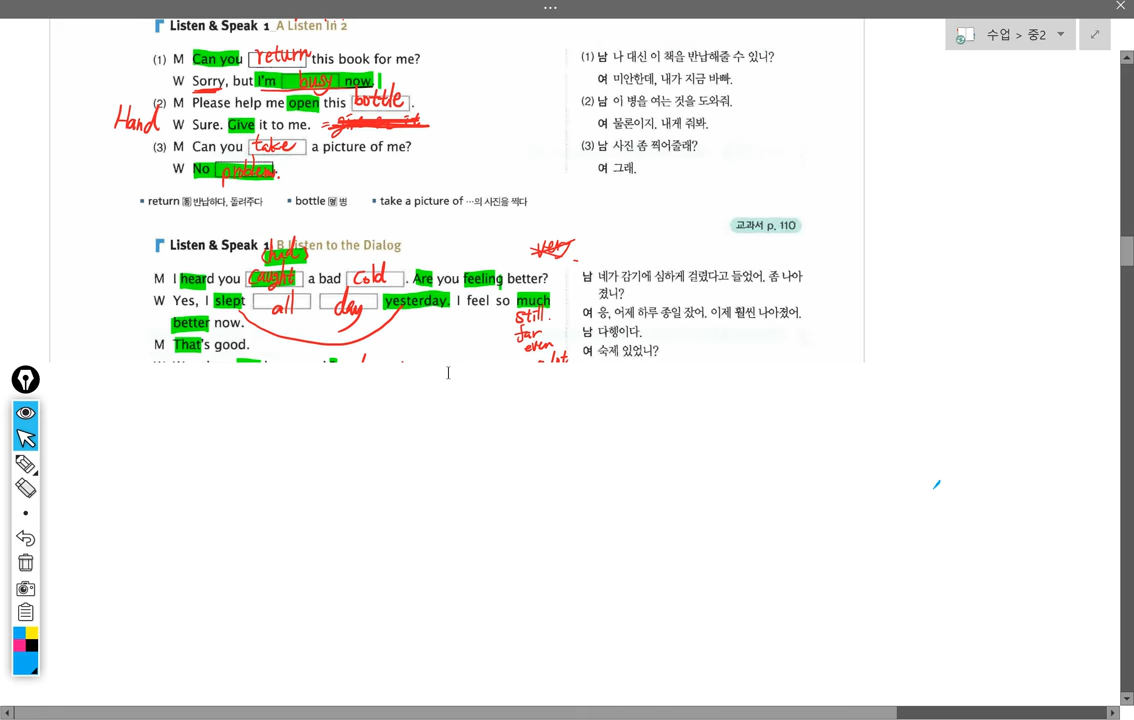 수업 > 중2
Listen & Speak 1 A Listen in 2
(1) M Can you return this book for me?
W Sorry, but I'm busy now.
(2) M Please help me open this bottle.
Hand W Sure. Give it to me. =
(3) M Can you take a picture of me?
W No problem.
(1) 남 나 대신 이 책을 반납해줄 수 있니?
여 미안한데, 내가 지금 바빠.
(2) 남 이 병을 여는 것을 도와줘.
여 물론이지. 내게 줘봐.
(3) 남 사진 좀 찍어줄래?
여 그래.
▪ return 동 반납하다, 돌려주다 ▪ bottle 명 병 ▪ take a picture of …의 사진을 찍다
교과서 p. 110
Listen & Speak 1 B Listen to the Dialog
(had) very
M I heard you caught a bad cold. Are you feeling better?
W Yes, I slept all day yesterday. I feel so much
better now.
still.
far
even
a lot
M That's good.
남 네가 감기에 심하게 걸렸다고 들었어. 좀 나아
졌니?
여 응, 어제 하루 종일 잤어. 이제 훨씬 나아졌어.
남 다행이다.
여 숙제 있었니?